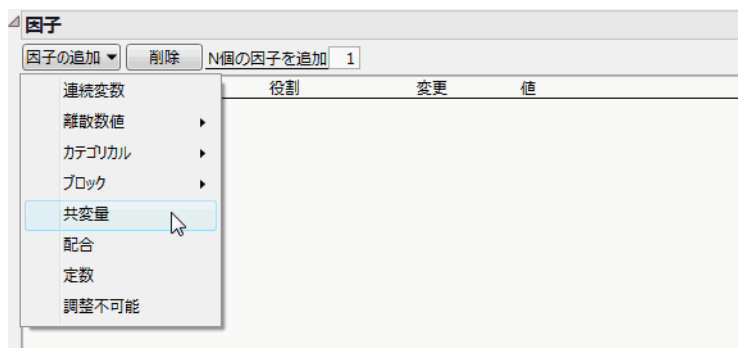 因子
因子の追加 削除 N個の因子を追加 1
役割 変更 値
連続変数
離散数値
カテゴリカル
ブロック
共変量
配合
定数
調整不可能